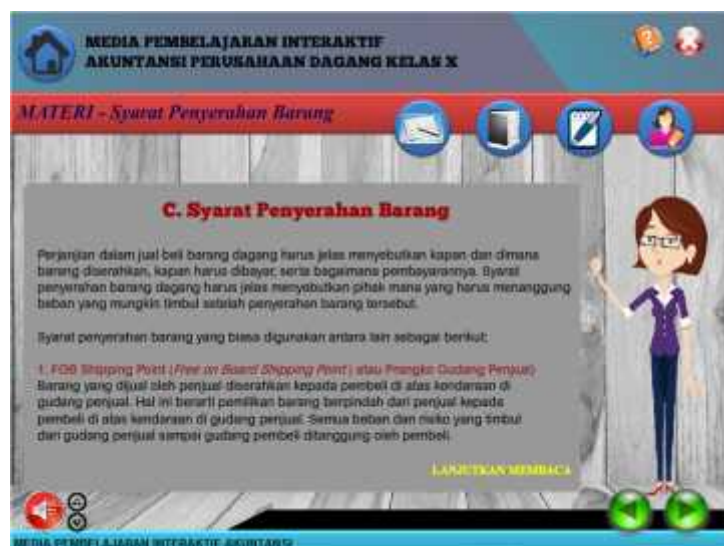 MEDIA PEMBELAJARAN INTERAKTIF
AKUNTANSI PERUSAHAAN DAGANG KELAS X
MATERI - Syarat Penyerahan Barang
C. Syarat Penyerahan Barang
Perjanjian dalam jual beli barang dagang harus jelas menyebutkan kapan dan dimana
barang diserahkan, kapan harus dibayar, serta bagaimana pembayarannya. Syarat
penyerahan barang dagang harus jelas menyebutkan pihak mana yang harus menanggung
beban yang mungkin timbul setelah penyerahan barang tersebut.
Syarat penyerahan barang yang biasa digunakan antara lain sebagai berikut:
1. FOB Shipping Point (Free on Board Shipping Point) atau Prangko Gudang Penjual)
Barang yang dijual oleh penjual diserahkan kepada pembeli di atas kendaraan di
gudang penjual. Hal ini berarti pemilikan barang berpindah dari penjual kepada
pembeli di atas kendaraan di gudang penjual. Semua beban dan risiko yang timbul
dari gudang penjual sampai gudang pembeli ditanggung oleh pembeli.
LANJUTKAN MEMBACA
MEDIA PEMBELAJARAN INTERAKTIF AKUNTANSI